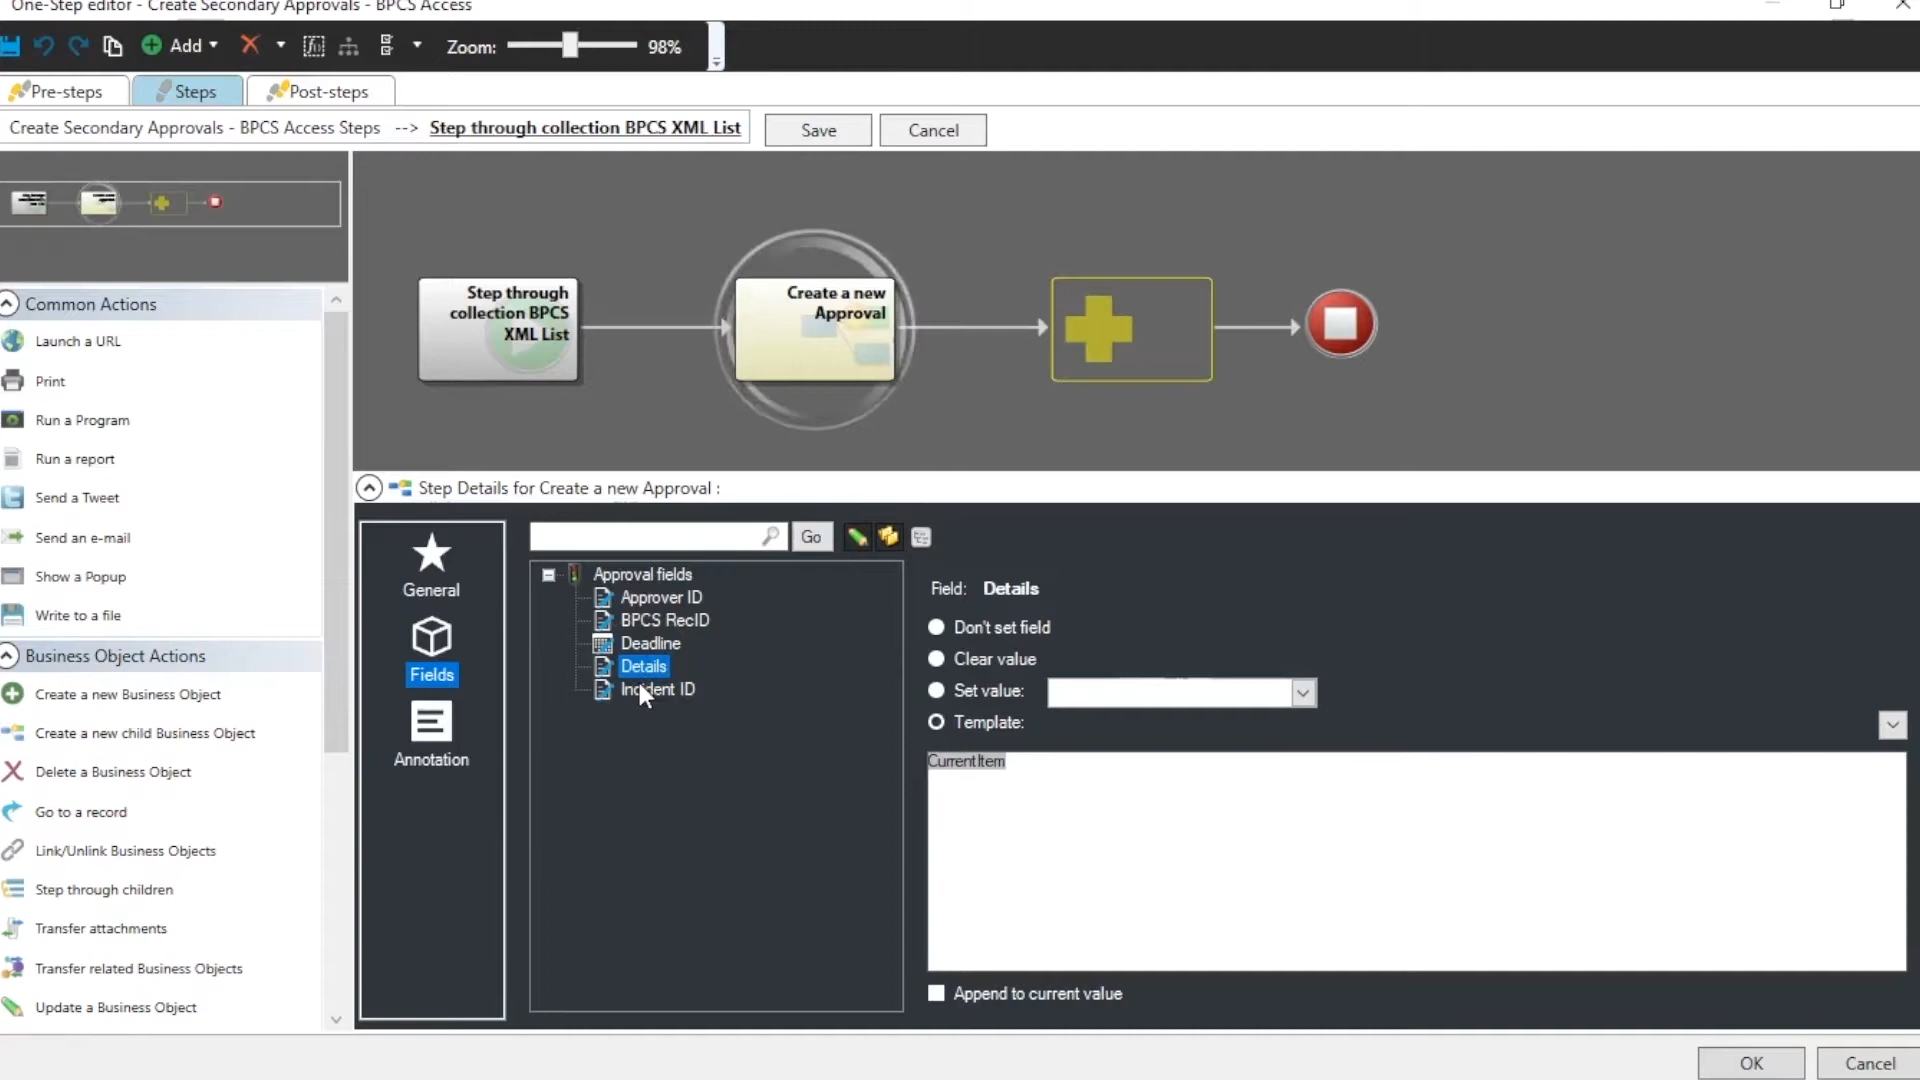 One-Step editor - Create Secondary Approvals - BPCS Access
Add
Zoom:
98%
Pre-steps
Steps
Post-steps
Create Secondary Approvals - BPCS Access Steps --> Step through collection BPCS XML List
Save
Cancel
Step through
collection BPCS
XML List
Create a new
Approval
Common Actions
Launch a URL
Print
Run a Program
Run a report
Send a Tweet
Send an e-mail
Show a Popup
Write to a file
Business Object Actions
Create a new Business Object
Create a new child Business Object
Delete a Business Object
Go to a record
Link/Unlink Business Objects
Step through children
Transfer attachments
Transfer related Business Objects
Update a Business Object
Step Details for Create a new Approval :
General
Fields
Annotation
Go
Approval fields
Approver ID
BPCS RecID
Deadline
Details
Incident ID
Field: Details
Don't set field
Clear value
Set value:
Template:
CurrentItem
Append to current value
OK
Cancel